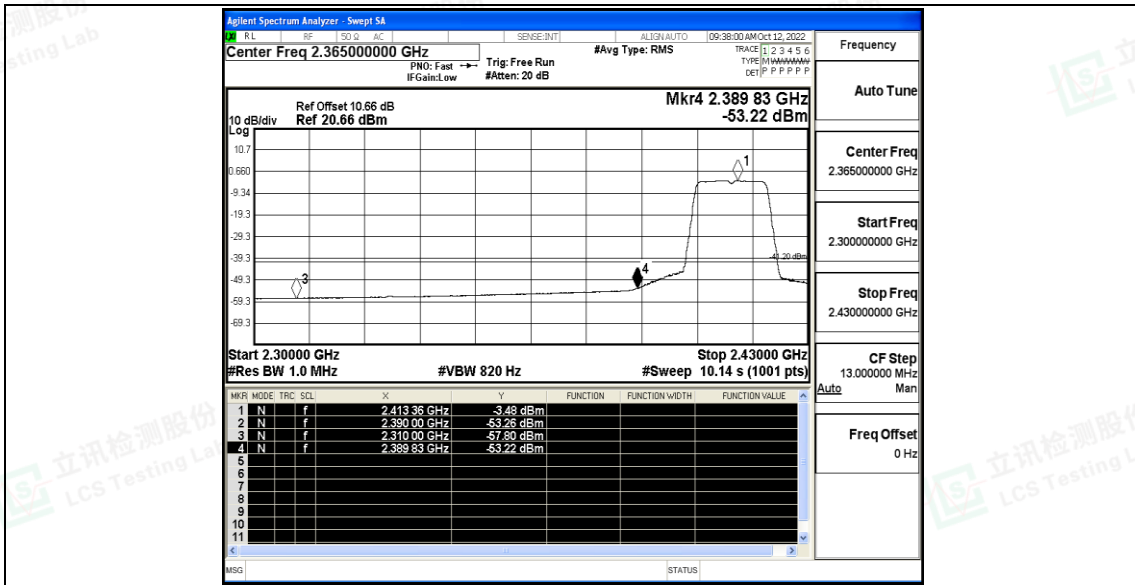 Agilent Spectrum Analyzer - Swept SA
LXI RL RF 50 Ω AC SENSE:INT ALIGN AUTO 09:38:00 AM Oct 12, 2022
Center Freq 2.365000000 GHz #Avg Type: RMS TRACE 1 2 3 4 5 6
PNO: Fast Trig: Free Run TYPE MWWWWW
IFGain:Low #Atten: 20 dB DET P P P P P P
Frequency
Auto Tune
Center Freq
2.365000000 GHz
Start Freq
2.300000000 GHz
Stop Freq
2.430000000 GHz
CF Step
13.000000 MHz
Auto Man
Freq Offset
0 Hz
Ref Offset 10.66 dB Mkr4 2.389 83 GHz
10 dB/div Ref 20.66 dBm -53.22 dBm
Log
10.7
0.660
-9.34
-19.3
-29.3
-39.3
-49.3
-59.3
-69.3
1
-41.20 dBm
4
3
Start 2.30000 GHz Stop 2.43000 GHz
#Res BW 1.0 MHz #VBW 820 Hz #Sweep 10.14 s (1001 pts)
MKR MODE TRC SCL X Y FUNCTION FUNCTION WIDTH FUNCTION VALUE
1 N f 2.413 36 GHz -3.48 dBm
2 N f 2.390 00 GHz -53.26 dBm
3 N f 2.310 00 GHz -57.80 dBm
4 N f 2.389 83 GHz -53.22 dBm
5
6
7
8
9
10
11
MSG STATUS
立讯检测股份
LCS Testing Lab
立讯检测股份
LCS Testing L